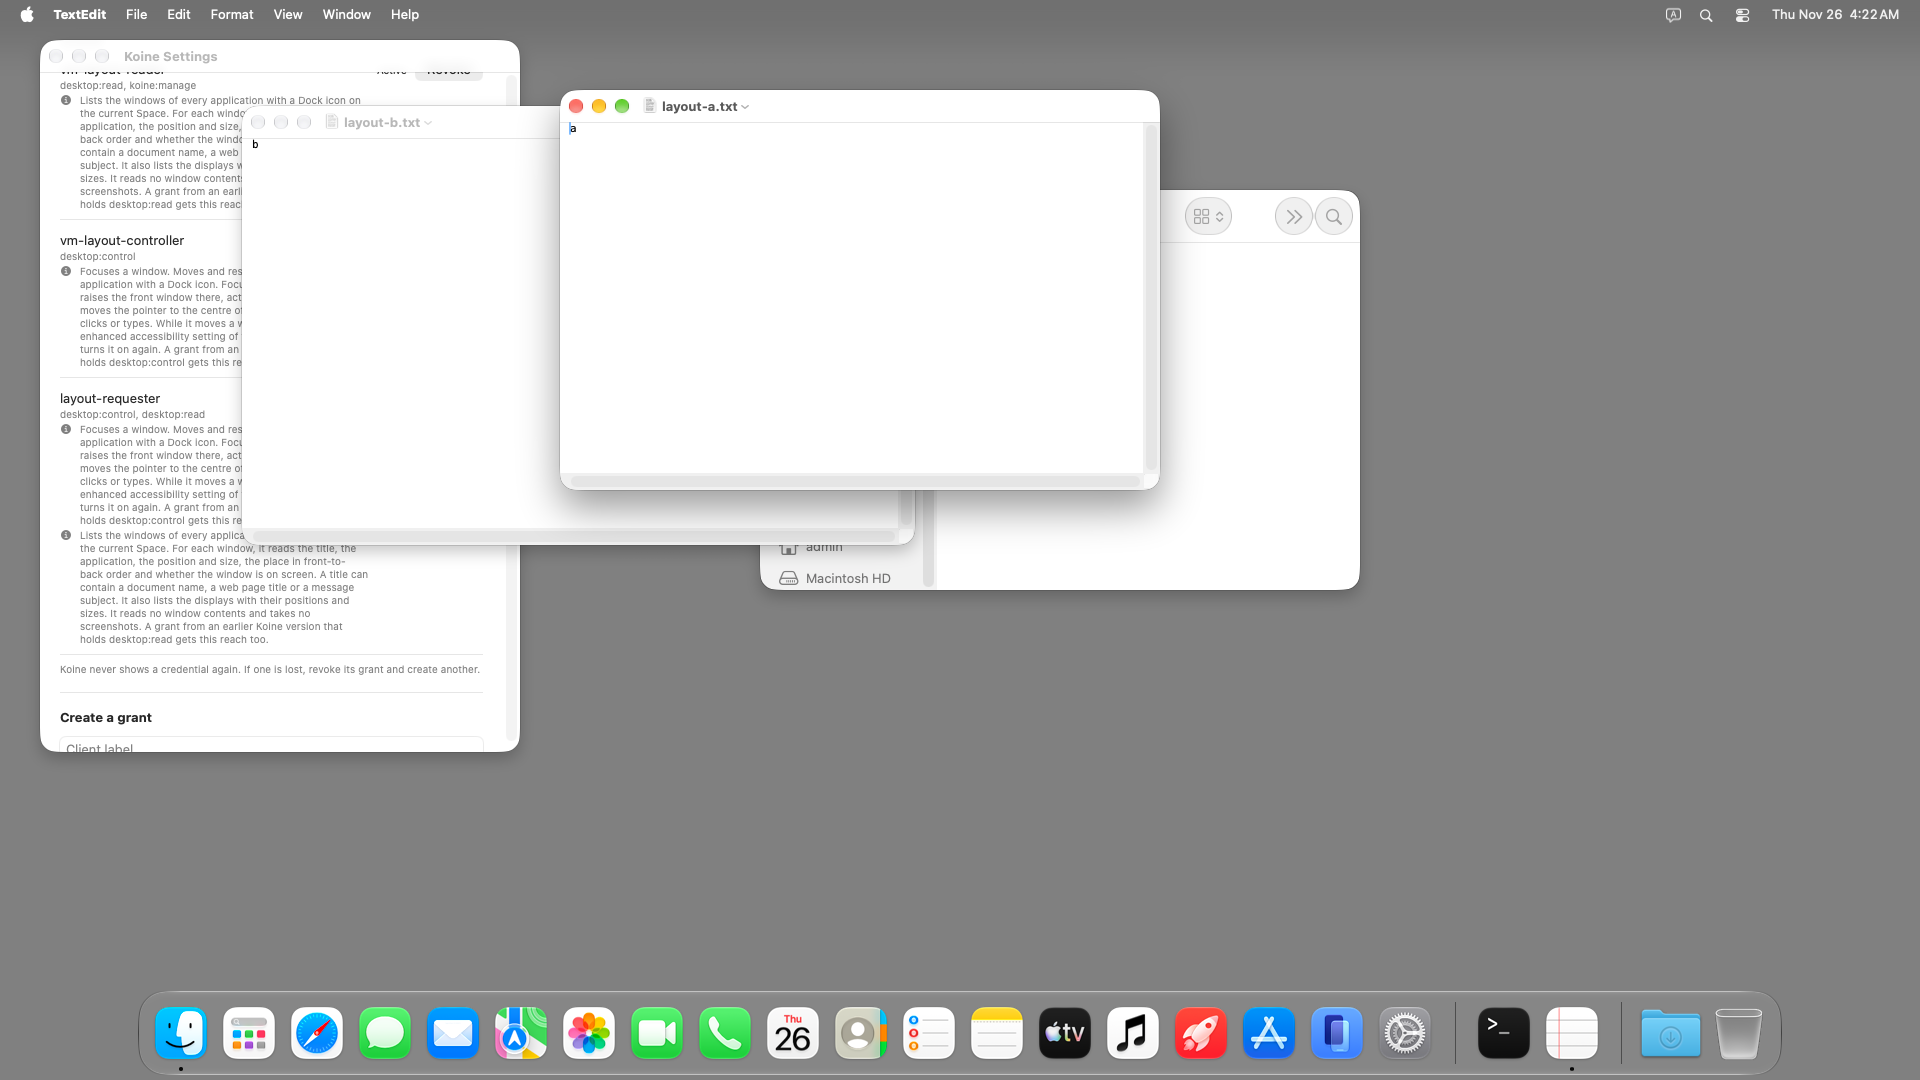 TextEdit File Edit Format View Window Help
Thu Nov 26 4:22 AM
Koine Settings
desktop:read, koine:manage
Lists the windows of every application with a Dock icon on
the current Space. For each
application, the position and size,
back order and whether the
contain a document name, a web
subject. It also lists the displays
sizes. It reads no window
screenshots. A grant from an
holds desktop:read gets this
vm-layout-controller
desktop:control
Focuses a window. Moves and
application with a Dock icon.
raises the front window there,
moves the pointer to the centre
clicks or types. While it moves a
enhanced accessibility setting of
turns it on again. A grant from an
holds desktop:control gets this
layout-requester
desktop:control, desktop:read
Focuses a window. Moves and
application with a Dock icon.
raises the front window there,
moves the pointer to the centre
clicks or types. While it moves a
enhanced accessibility setting of
turns it on again. A grant from an
holds desktop:control gets this
Lists the windows of every
the current Space. For each window, it reads the title, the
application, the position and size, the place in front-to-
back order and whether the window is on screen. A title can
contain a document name, a web page title or a message
subject. It also lists the displays with their positions and
sizes. It reads no window contents and takes no
screenshots. A grant from an earlier Koine version that
holds desktop:read gets this reach too.
Koine never shows a credential again. If one is lost, revoke its grant and create another.
Create a grant
Client label
layout-b.txt
b
layout-a.txt
a
admin
Macintosh HD
Thu
26
tv